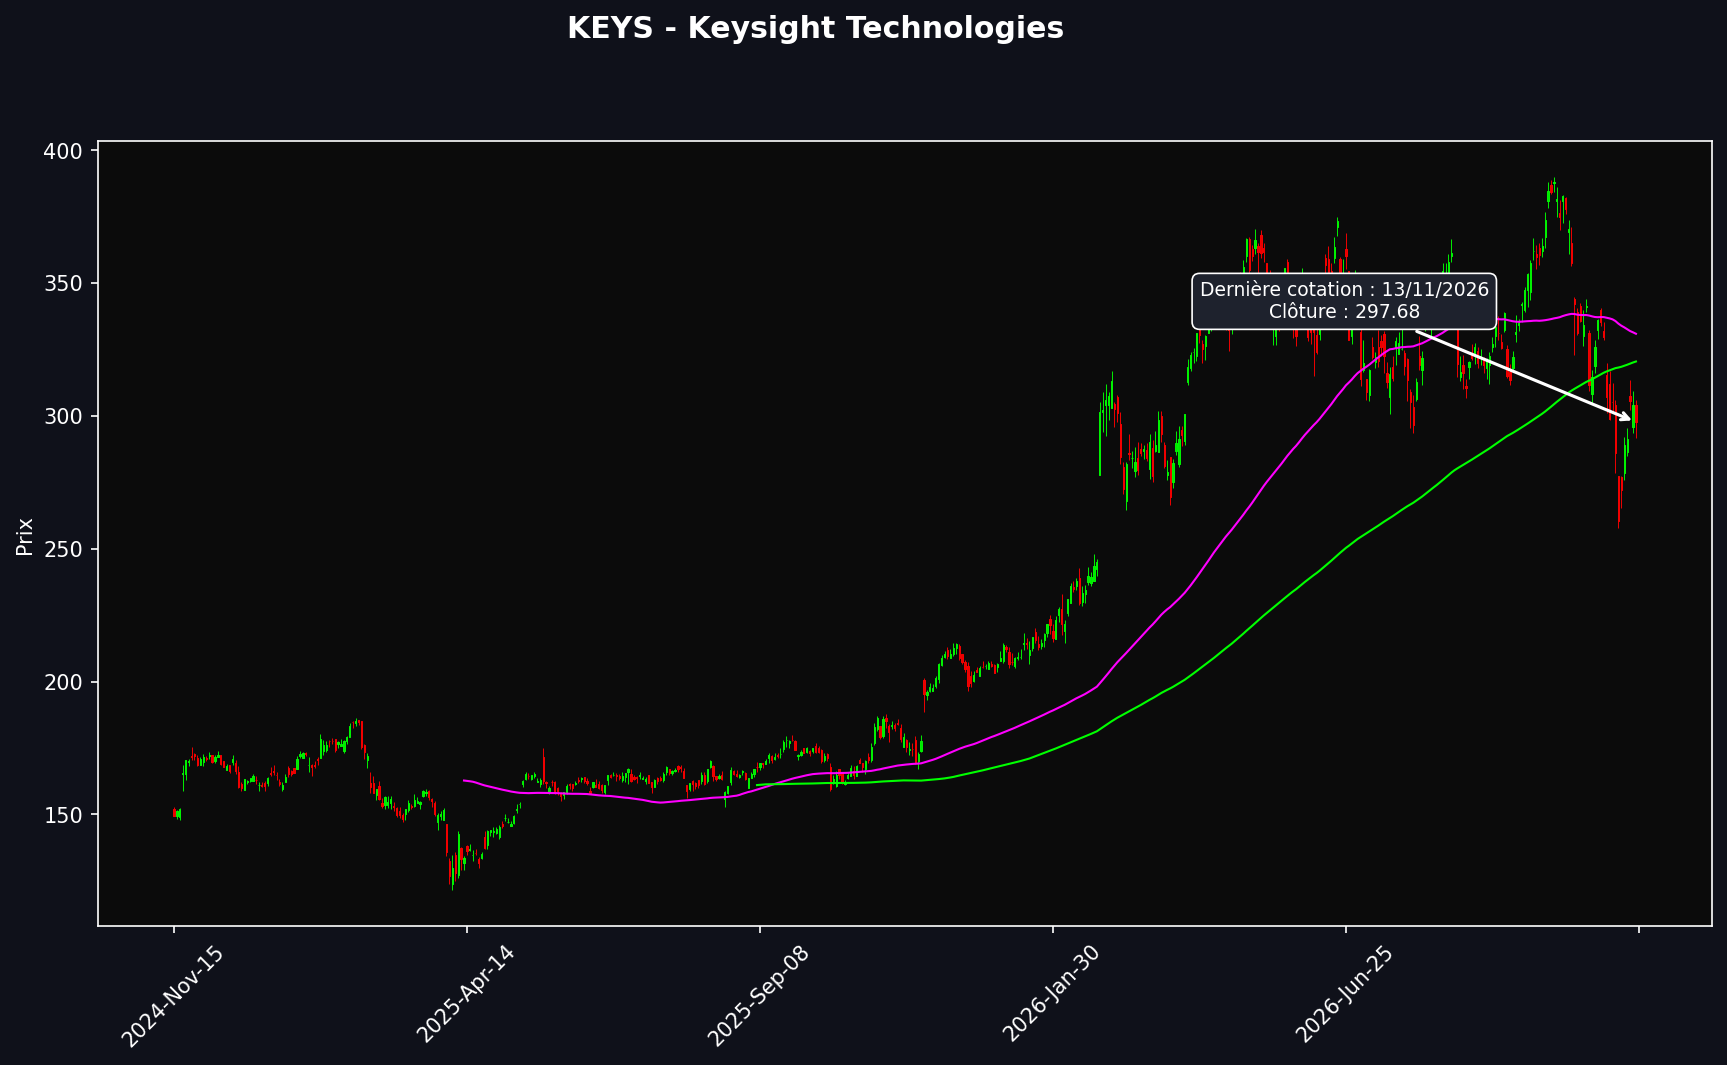 KEYS - Keysight Technologies
400
350
300
250
200
150
Prix
Dernière cotation : 13/11/2026
Clôture : 297.68
2024-Nov-15
2025-Apr-14
2025-Sep-08
2026-Jan-30
2026-Jun-25